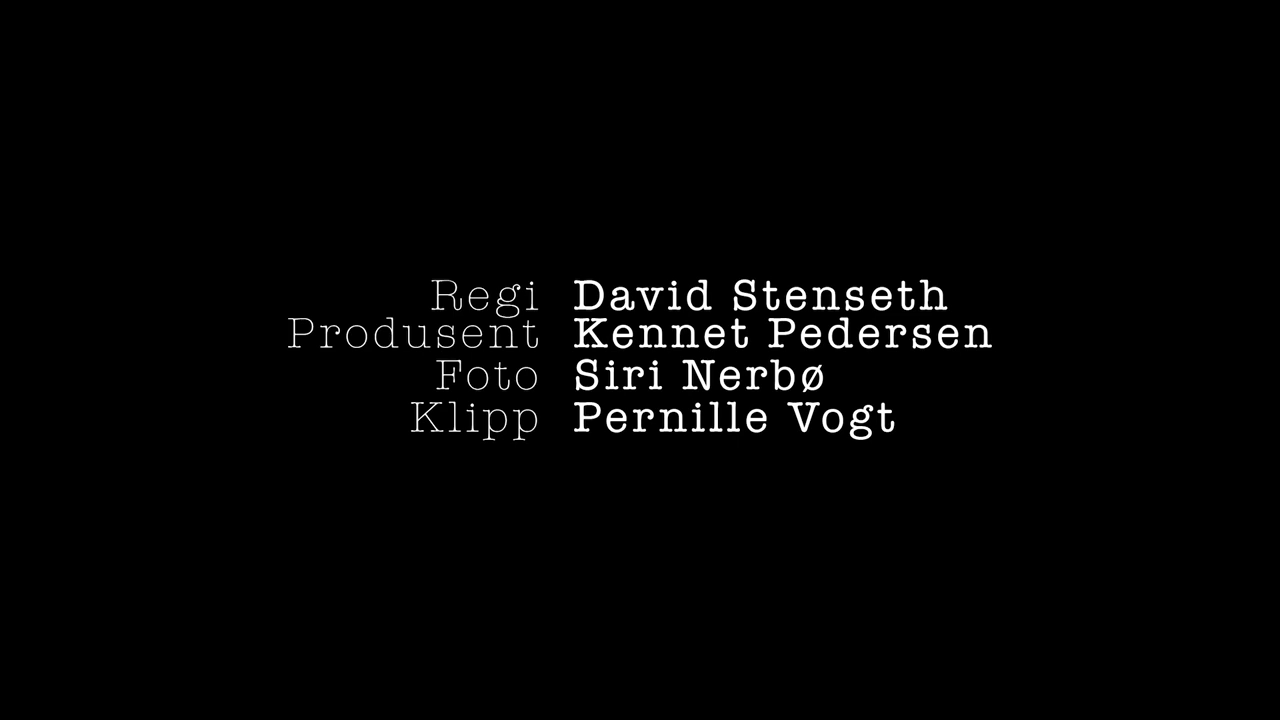 Regi David Stenseth
Produsent Kennet Pedersen
Foto Siri Nerbø
Klipp Pernille Vogt